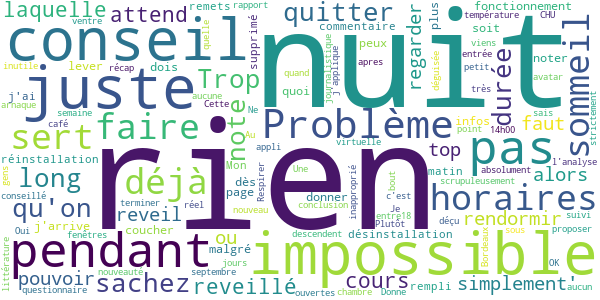 laquelle
attend
remets
rapport
quitter
fonctionnement
ventre
quelle
commentaire
plus
température
CHU
conseil
supprimé
nuit
peux
regarder
soit
viens
entrée
petit
noter
avatar
inutile
lever
dois
journalistique
j'applique
apres
déguisée
durée
sommeil
juste
récap
aucune
Trop
quand
quoi
très
j'ai
arnaque
semaine
Cette
note
Ne
Problème
infos
faut
sais
strictement
café
sert
faire
Au
virtuelle
point
14h00
pas
réinstallation
Mon
appli
top
matin
absolument
l'analyse
gens
long
déjà
dès
Respirer
Une
inapproprié
donner
bout
scrupuleusement
alors
conseillé
page
rien
conclusion
c'est
Je
horaires
qu'on
terminer
réel
nouveau
entre18
déçu
suivi
Oui
j'arrive
reveil
ou
Plutôt
rendormir
proposer
fenêtres
coucher
malgré
descendent
désinstallation
Bordeaux
sous
littérature
pendant
nouveauté
jours
impossible
OK
pouvoir
septembre
cours
rempli
simplement'
questionnaire
sachez
reveillé
ouvertes
chambre
Donne
aucun